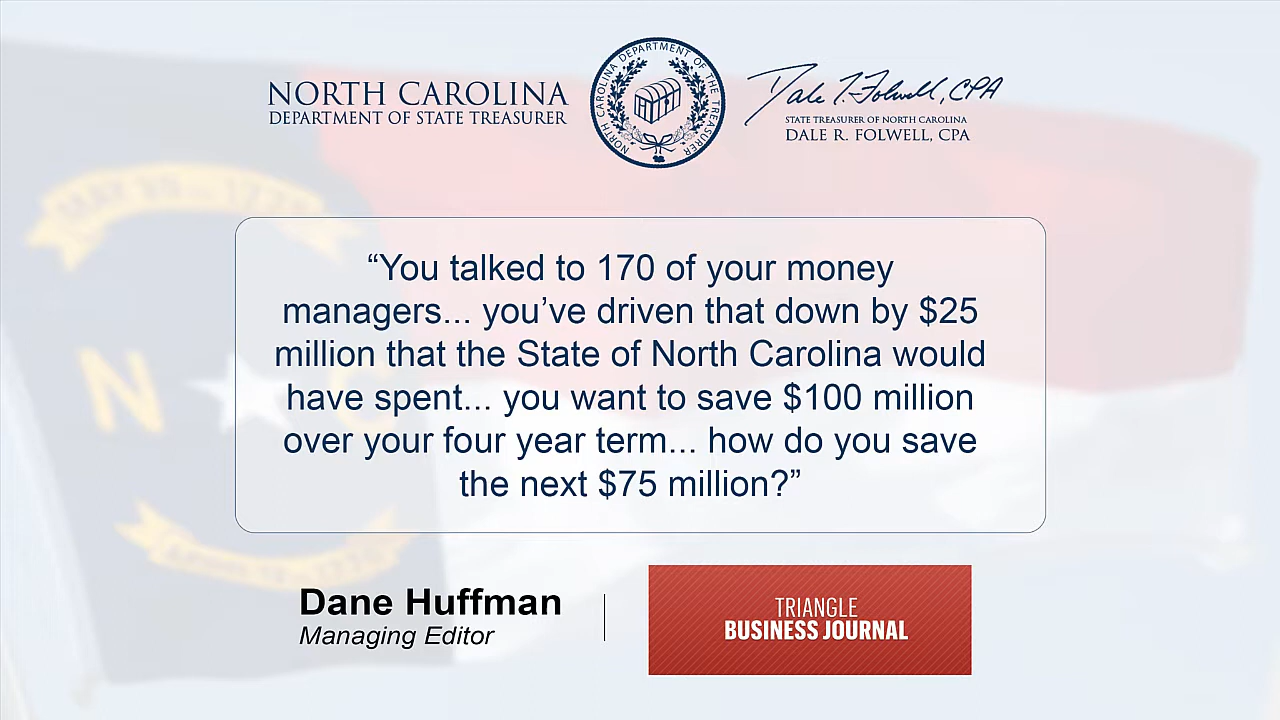 NORTH CAROLINA
DEPARTMENT OF STATE TREASURER
NORTH CAROLINA DEPARTMENT OF THE TREASURER
Dale R. Folwell, CPA
STATE TREASURER OF NORTH CAROLINA
DALE R. FOLWELL, CPA
“You talked to 170 of your money
managers... you’ve driven that down by $25
million that the State of North Carolina would
have spent... you want to save $100 million
over your four year term... how do you save
the next $75 million?”
N C
Dane Huffman
Managing Editor
TRIANGLE
BUSINESS JOURNAL